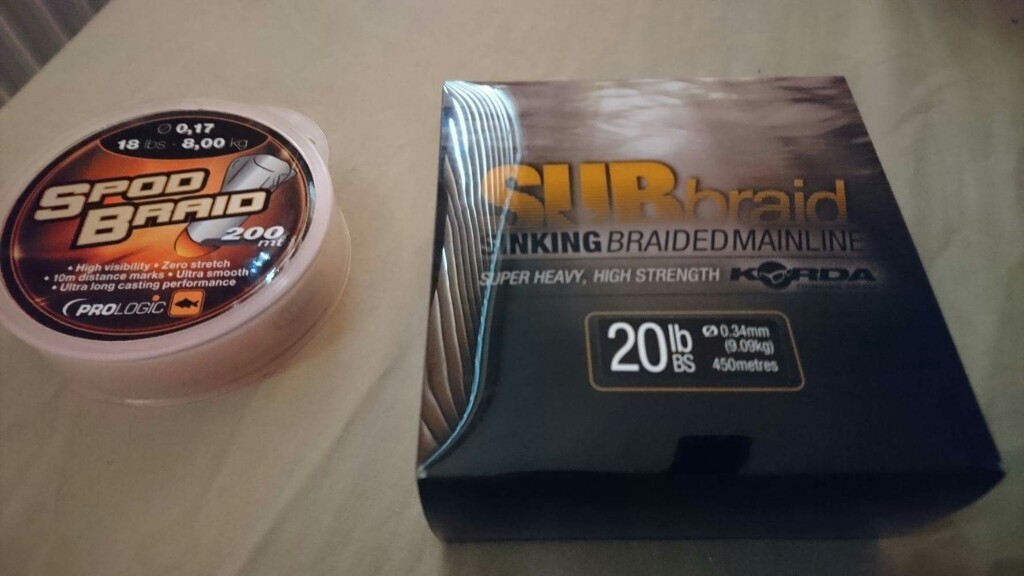 Ø 0,17
18 lbs - 8,00 kg
SPOD
BRAID
200
mt
• High visibility • Zero stretch
• 10m distance marks • Ultra smooth
• Ultra long casting performance
PROLOGIC
SUBbraid
SINKING BRAIDED MAINLINE
SUPER HEAVY, HIGH STRENGTH KORDA
20lb BS
Ø 0.34mm
(9.09kg)
450metres